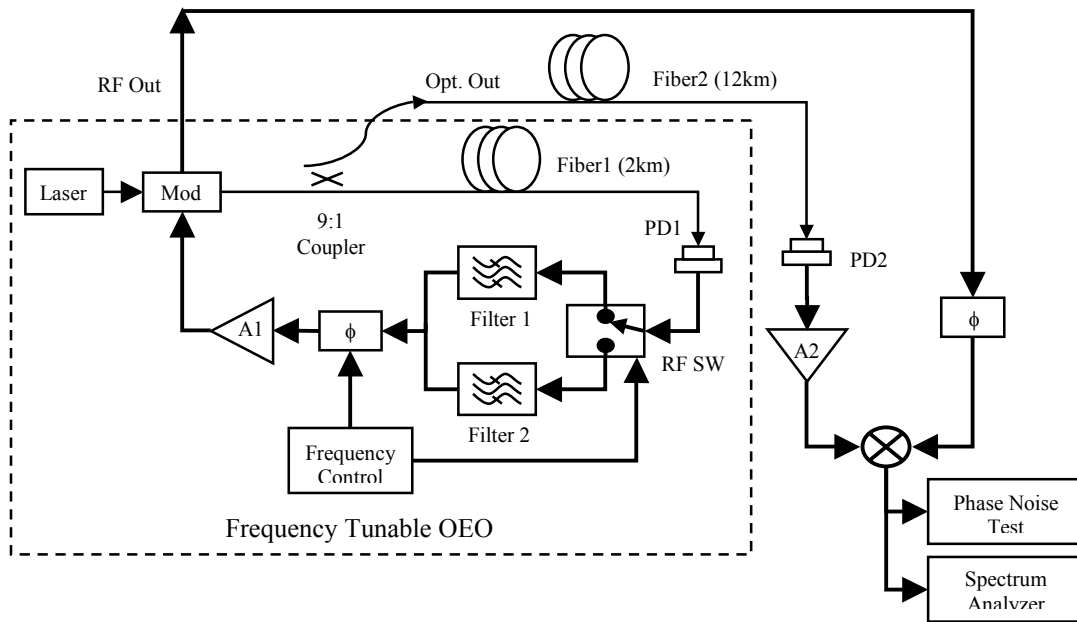 RF Out
Opt. Out
Fiber2 (12km)
Laser
Mod
Fiber1 (2km)
9:1
Coupler
PD1
PD2
Filter 1
A1
ϕ
RF SW
ϕ
A2
Filter 2
Frequency
Control
Frequency Tunable OEO
Phase Noise
Test
Spectrum
Analyzer